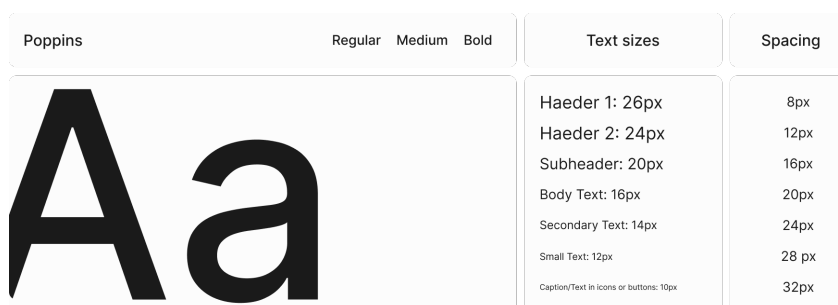 Poppins
Regular Medium Bold
Text sizes
Spacing
Aa
Haeder 1: 26px
Haeder 2: 24px
Subheader: 20px
Body Text: 16px
Secondary Text: 14px
Small Text: 12px
Caption/Text in icons or buttons: 10px
8px
12px
16px
20px
24px
28 px
32px